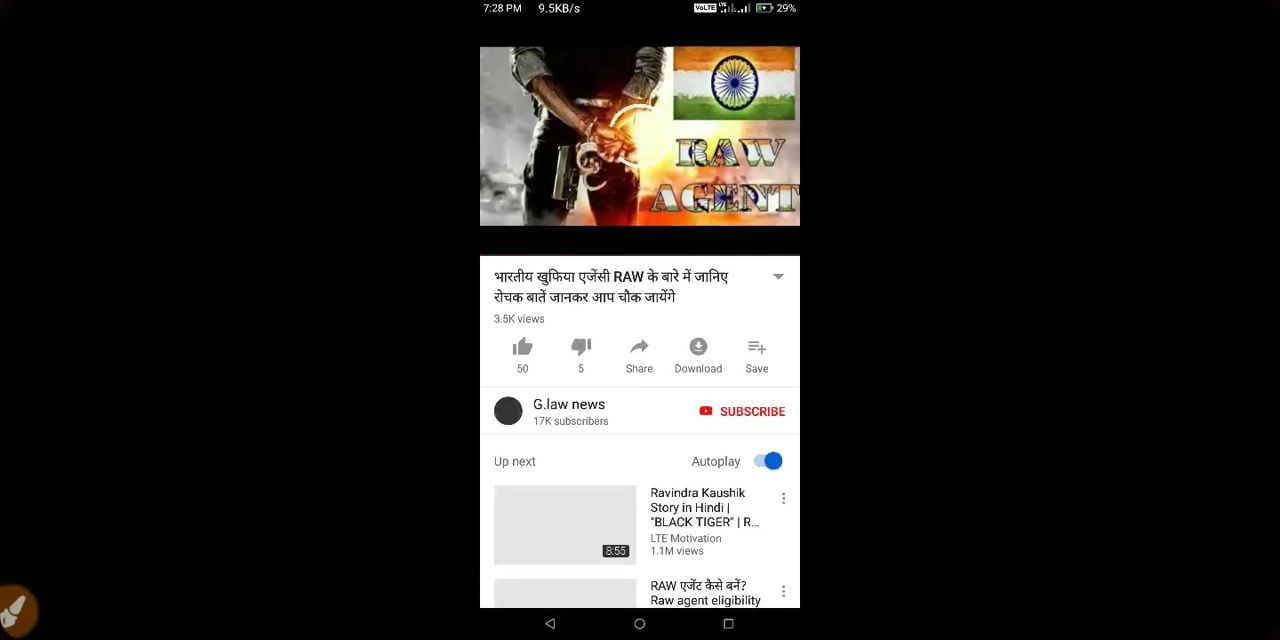 7:28 PM 9.5KB/s VoLTE LTE 29%
RAW
AGENT
भारतीय खुफिया एजेंसी RAW के बारे में जानिए
रोचक बातें जानकर आप चौक जायेंगे
3.5K views
50 5 Share Download Save
G.law news
17K subscribers
SUBSCRIBE
Up next Autoplay
Ravindra Kaushik
Story in Hindi |
"BLACK TIGER" | R...
LTE Motivation
1.1M views
8:55
RAW एजेंट कैसे बनें?
Raw agent eligibility